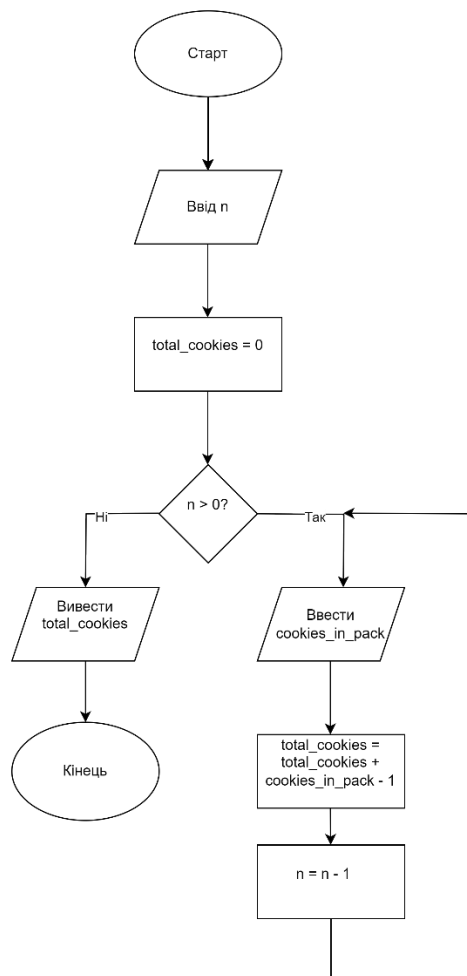 Старт
Ввід n
total_cookies = 0
n > 0?
Ні
Так
Вивести
total_cookies
Ввести
cookies_in_pack
Кінець
total_cookies =
total_cookies +
cookies_in_pack - 1
n = n - 1